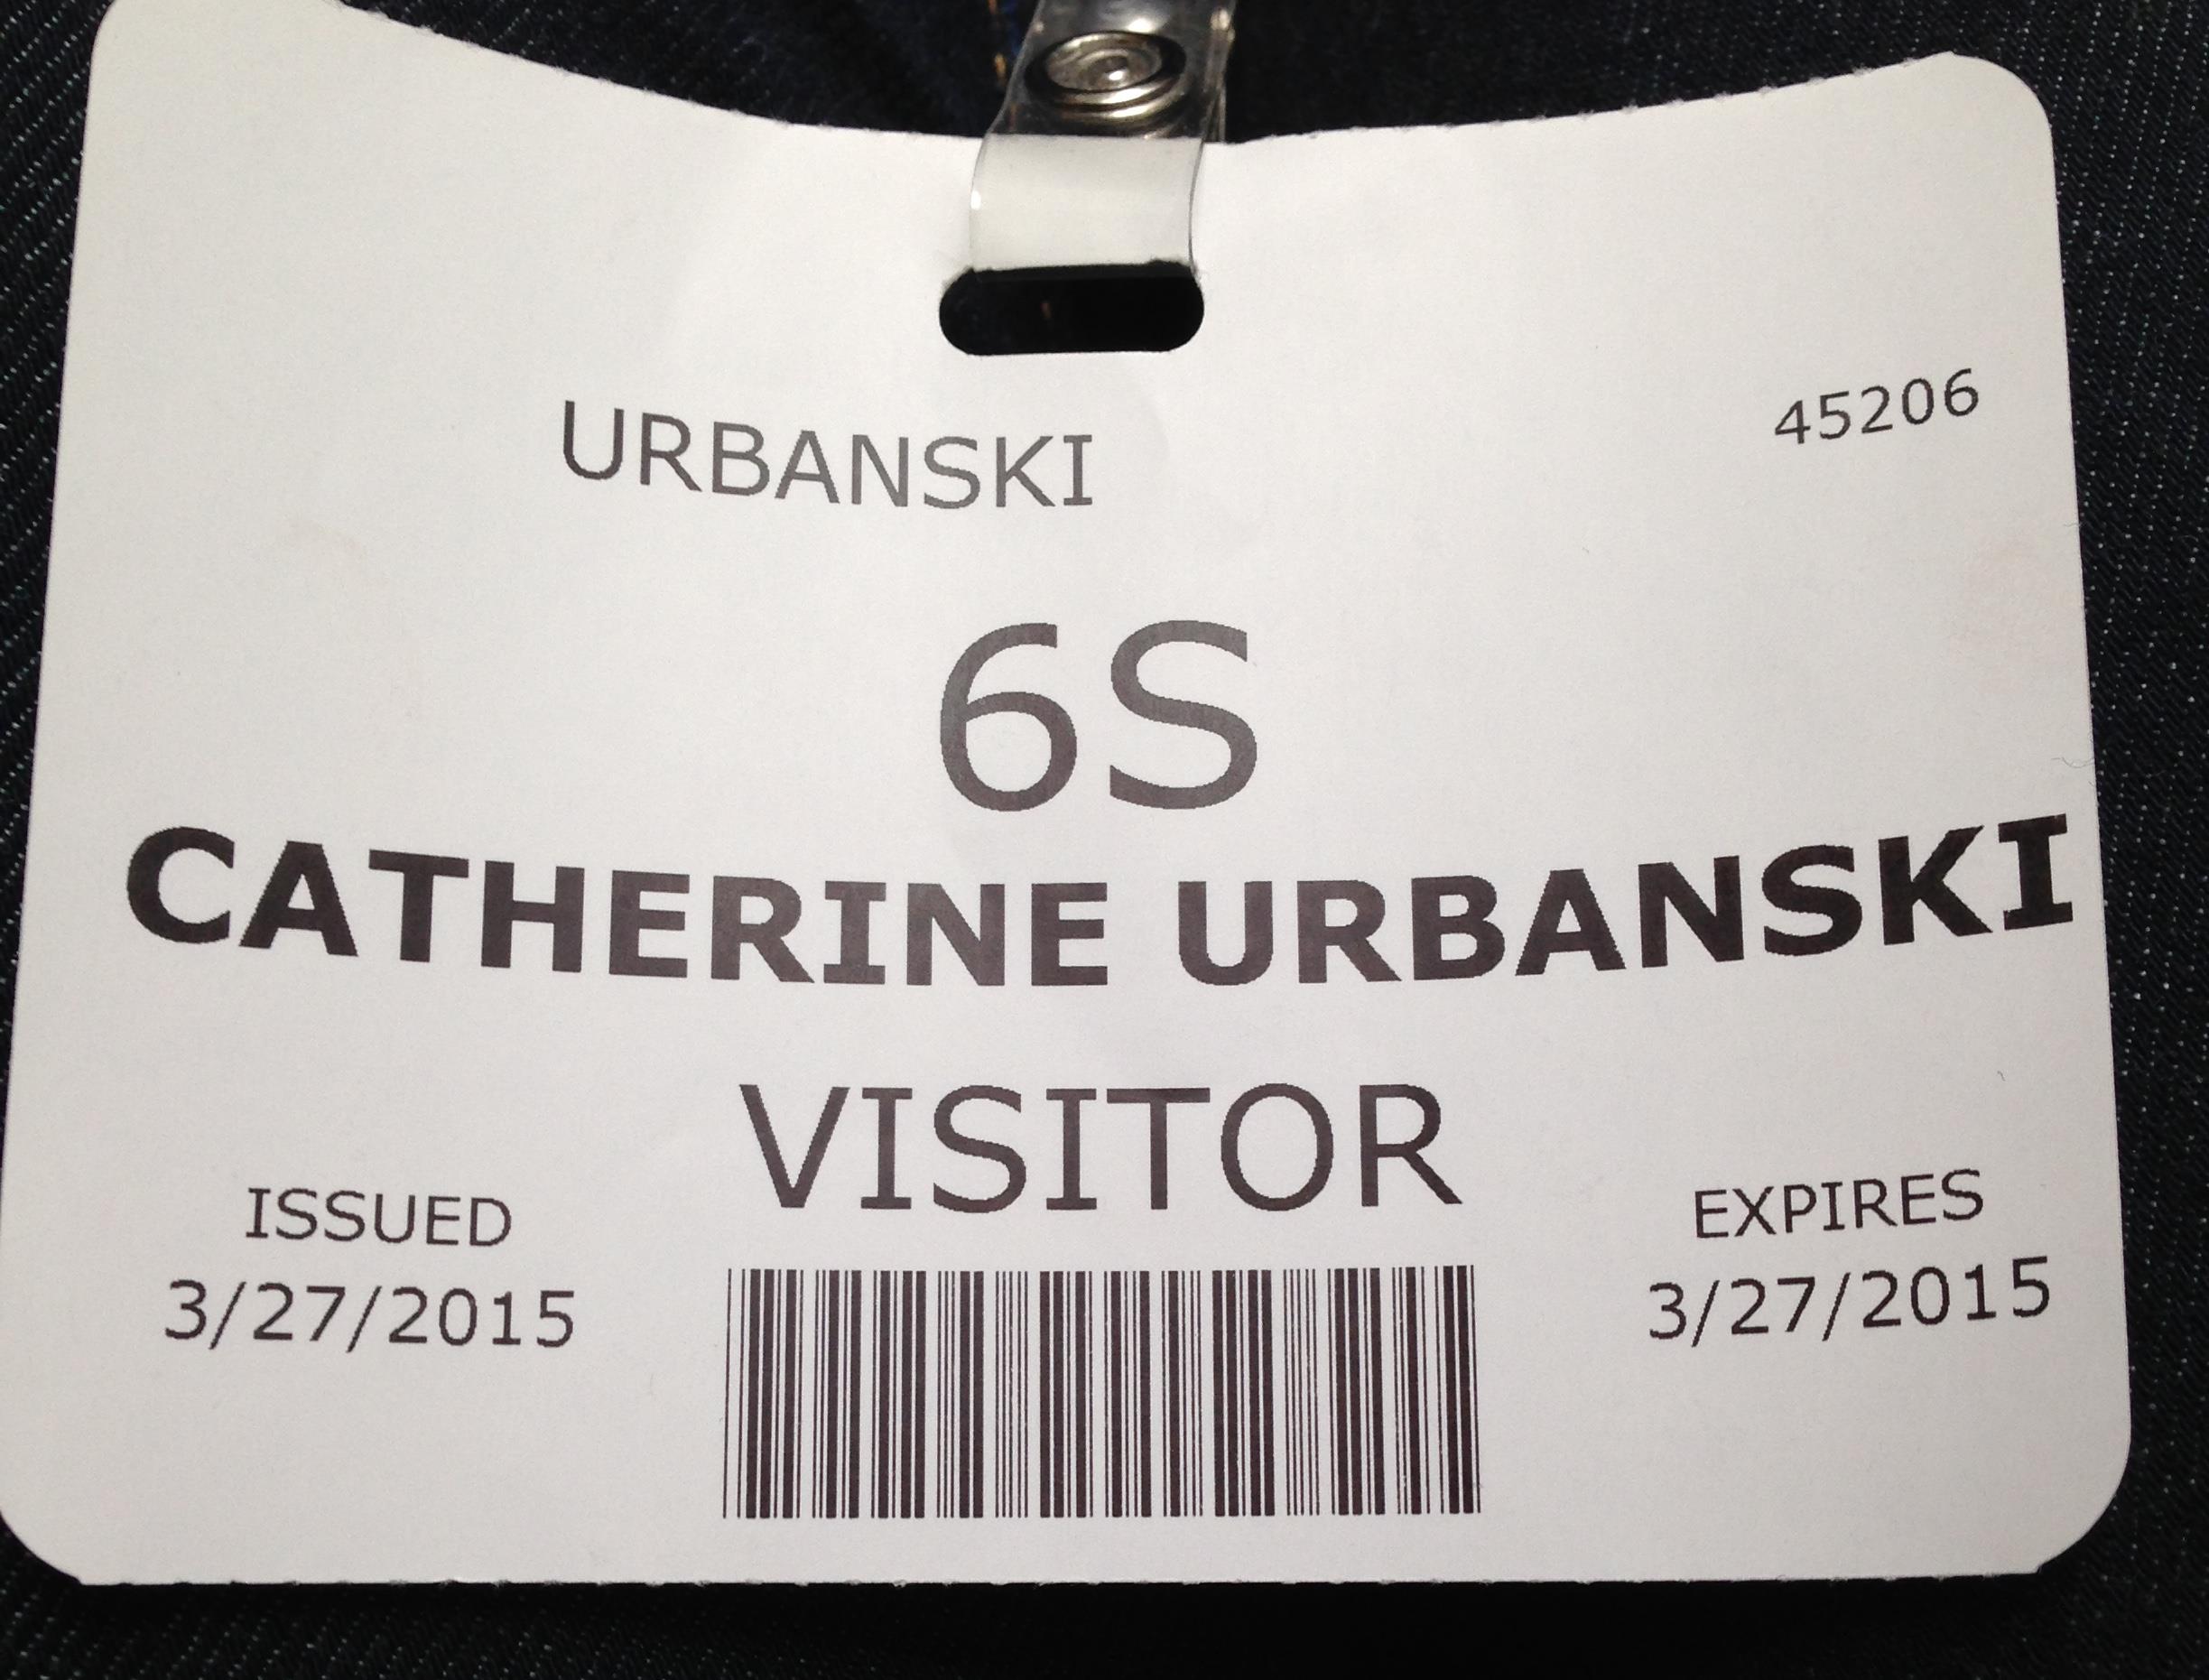 URBANSKI
45206
6S
CATHERINE URBANSKI
VISITOR
ISSUED
3/27/2015
EXPIRES
3/27/2015